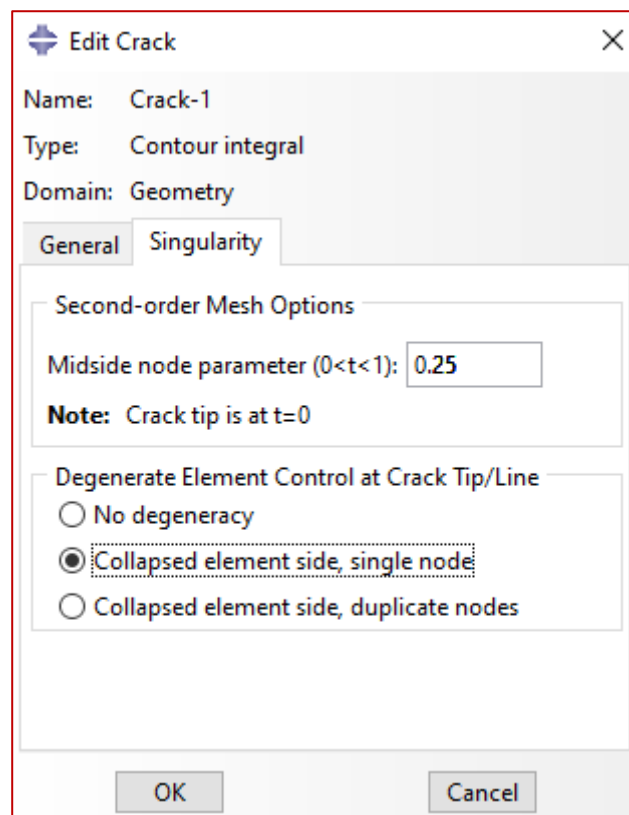 Edit Crack
Name: Crack-1
Type: Contour integral
Domain: Geometry
General Singularity
Second-order Mesh Options
Midside node parameter (0<t<1): 0.25
Note: Crack tip is at t=0
Degenerate Element Control at Crack Tip/Line
No degeneracy
Collapsed element side, single node
Collapsed element side, duplicate nodes
OK Cancel